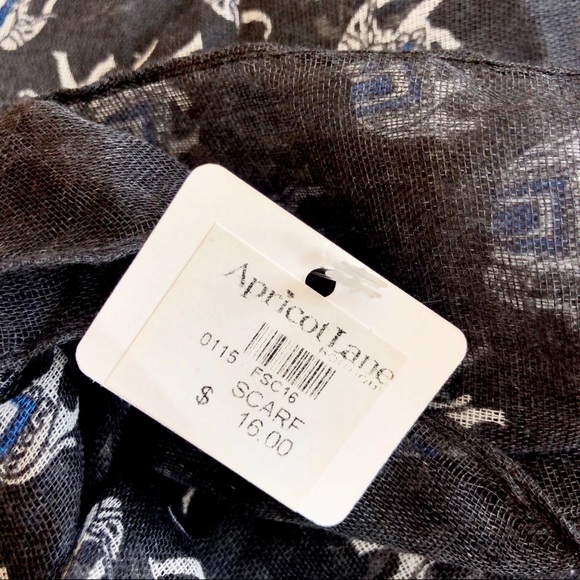 ApricotLane
0115 FSC16
SCARF
$ 16.00